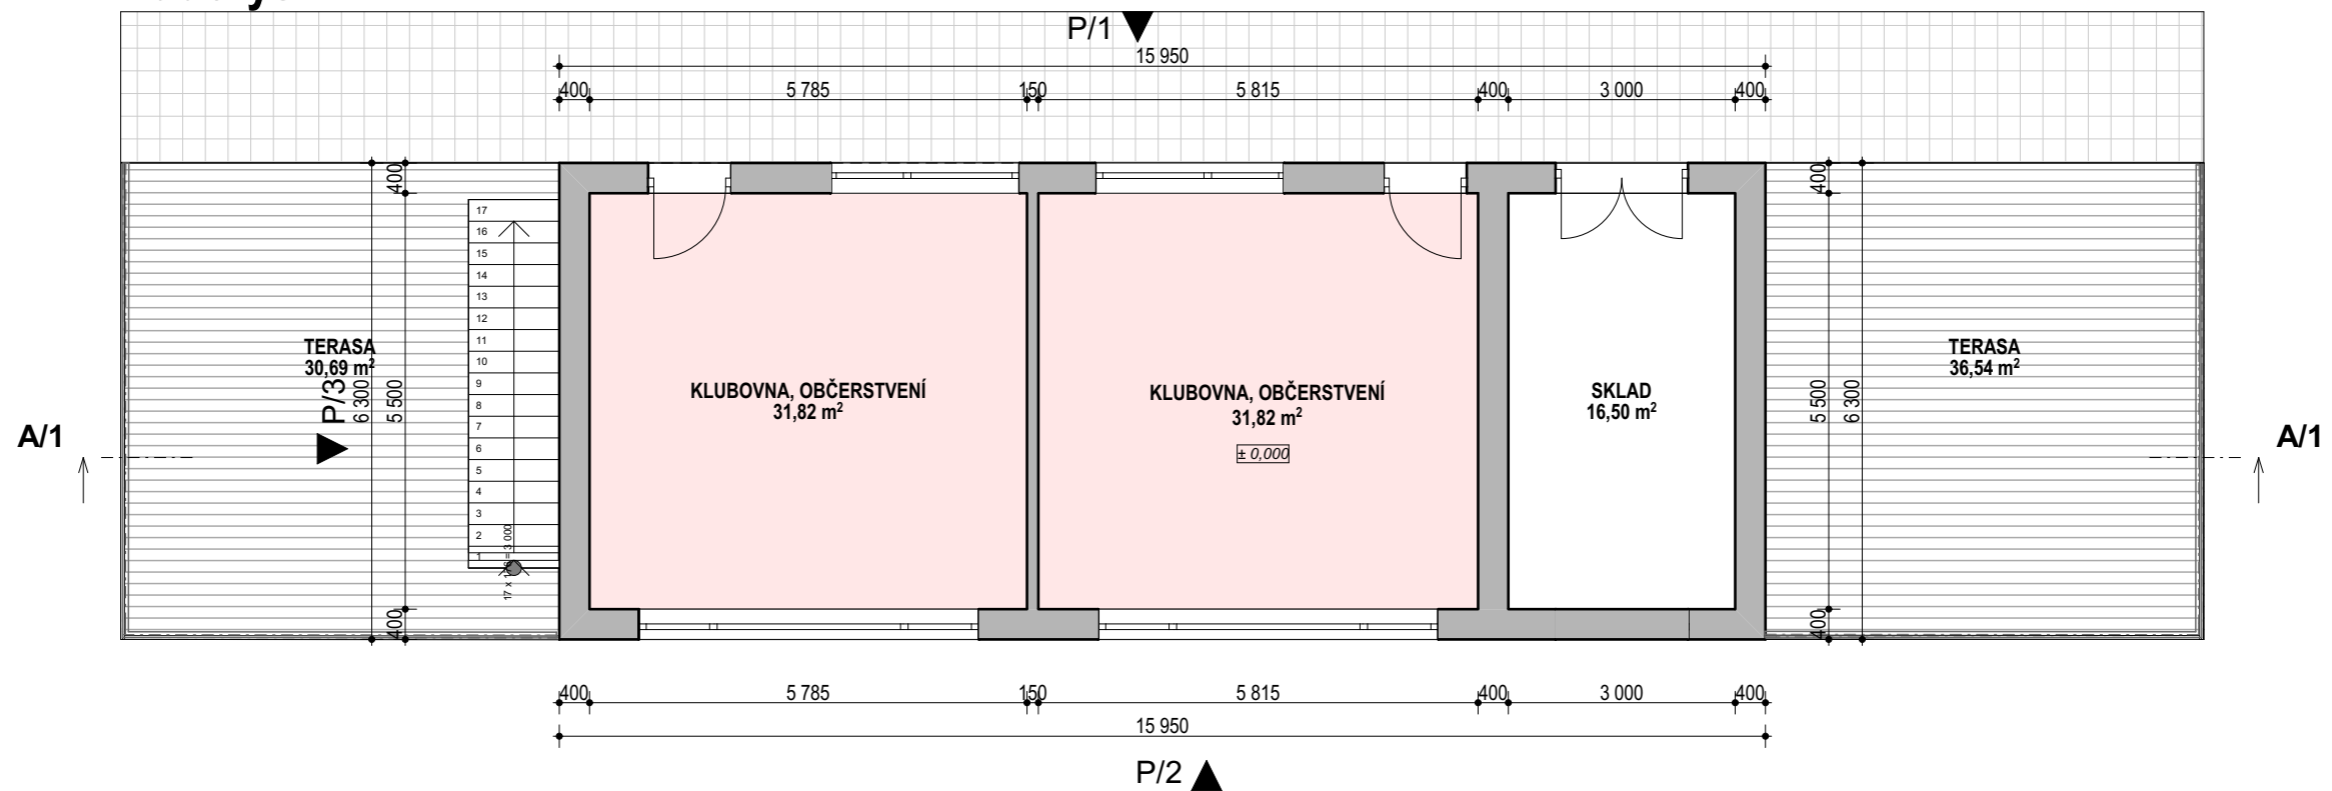 P/1
15 950
400 5 785 150 5 815 400 3 000 400
400
400
17
16
15
14
13
12
11
10
9
8
7
6
5
4
3
2
1
TERASA
30,69 m²
P/3
6 300
5 500
KLUBOVNA, OBČERSTVENÍ
31,82 m²
KLUBOVNA, OBČERSTVENÍ
31,82 m²
± 0,000
SKLAD
16,50 m²
5 500
6 300
TERASA
36,54 m²
A/1
A/1
400
400
400 5 785 150 5 815 400 3 000 400
15 950
P/2